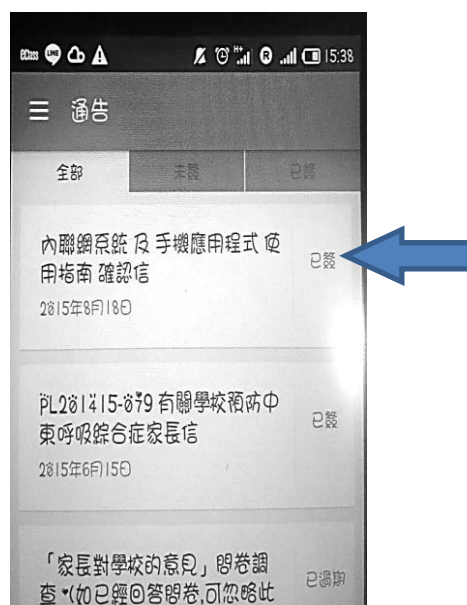 eClass LINE H+ R 15:38
通告
全部 未簽 已簽
內聯網系統 及 手機應用程式 使
用指南 確認信
已簽
2015年8月18日
PL201415-079 有關學校預防中
東呼吸綜合症家長信
已簽
2015年6月15日
「家長對學校的意見」問卷調
查 *(如已經回答問卷,可忽略此
已過期